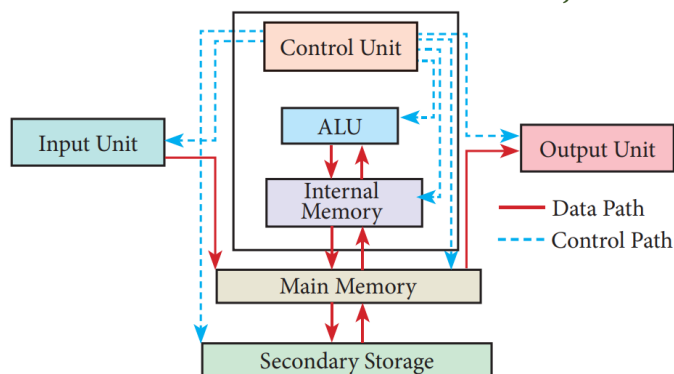 Control Unit
ALU
Input Unit
Output Unit
Internal
Memory
Data Path
Control Path
Main Memory
Secondary Storage